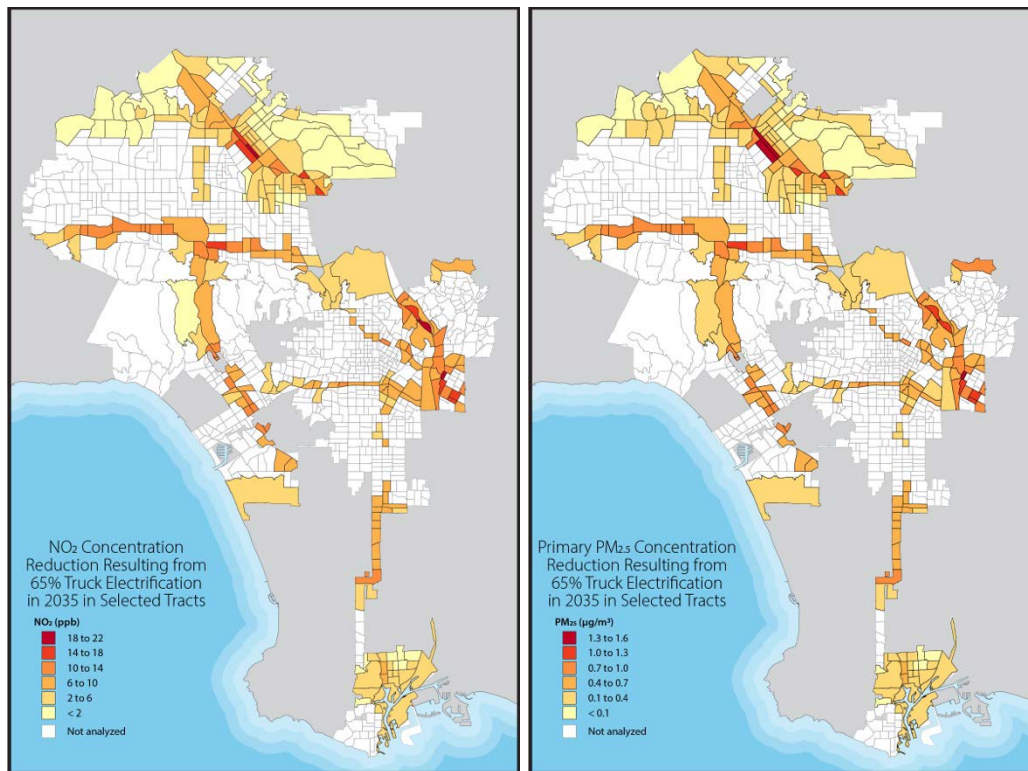 NO₂ Concentration
Reduction Resulting from
65% Truck Electrification
in 2035 in Selected Tracts
NO₂ (ppb)
18 to 22
14 to 18
10 to 14
6 to 10
2 to 6
< 2
Not analyzed
Primary PM₂.₅ Concentration
Reduction Resulting from
65% Truck Electrification
in 2035 in Selected Tracts
PM₂₅ (µg/m³)
1.3 to 1.6
1.0 to 1.3
0.7 to 1.0
0.4 to 0.7
0.1 to 0.4
< 0.1
Not analyzed